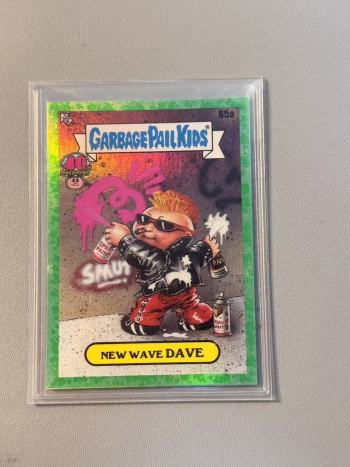 65a
GARBAGE PAIL KIDS
40
SMUT
NEW WAVE DAVE